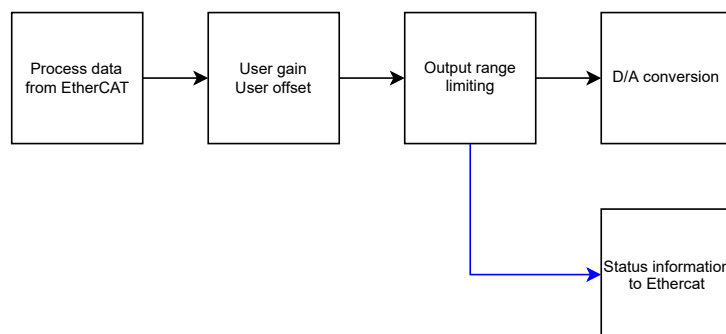 Process data
from EtherCAT
User gain
User offset
Output range
limiting
D/A conversion
Status information
to Ethercat